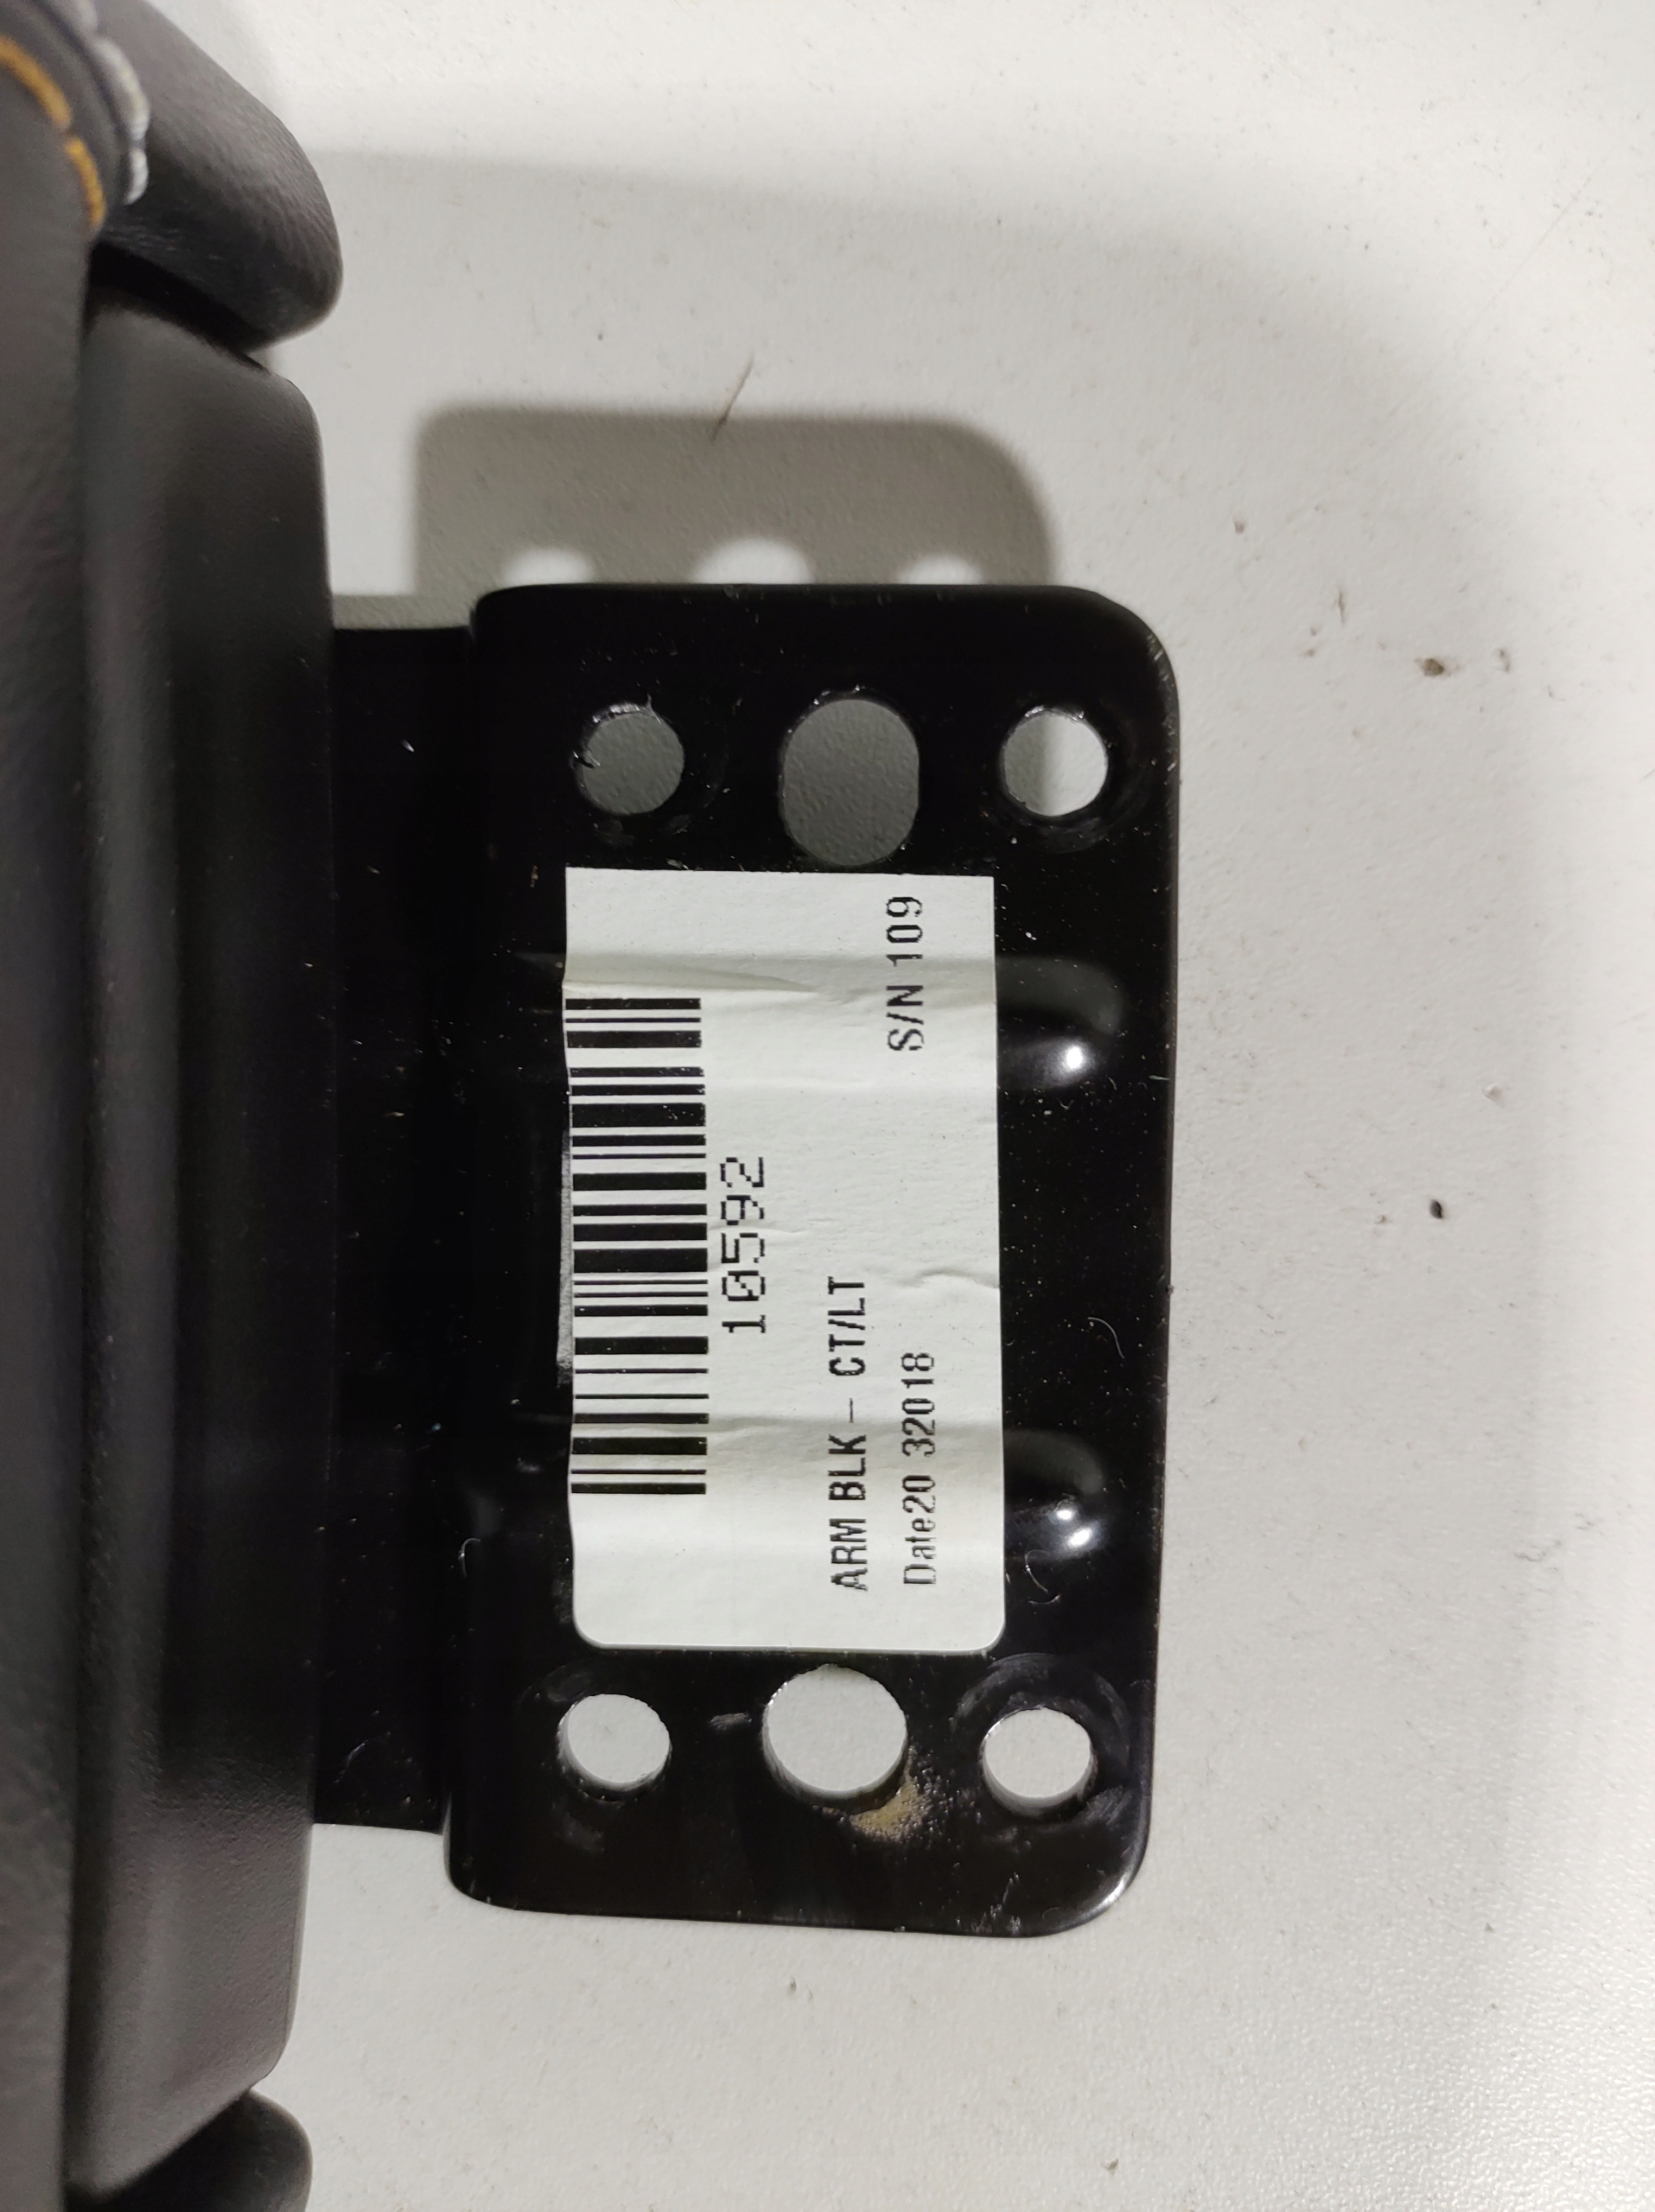 10592
ARM BLK - CT/LT
Date20 32018 S/N 109